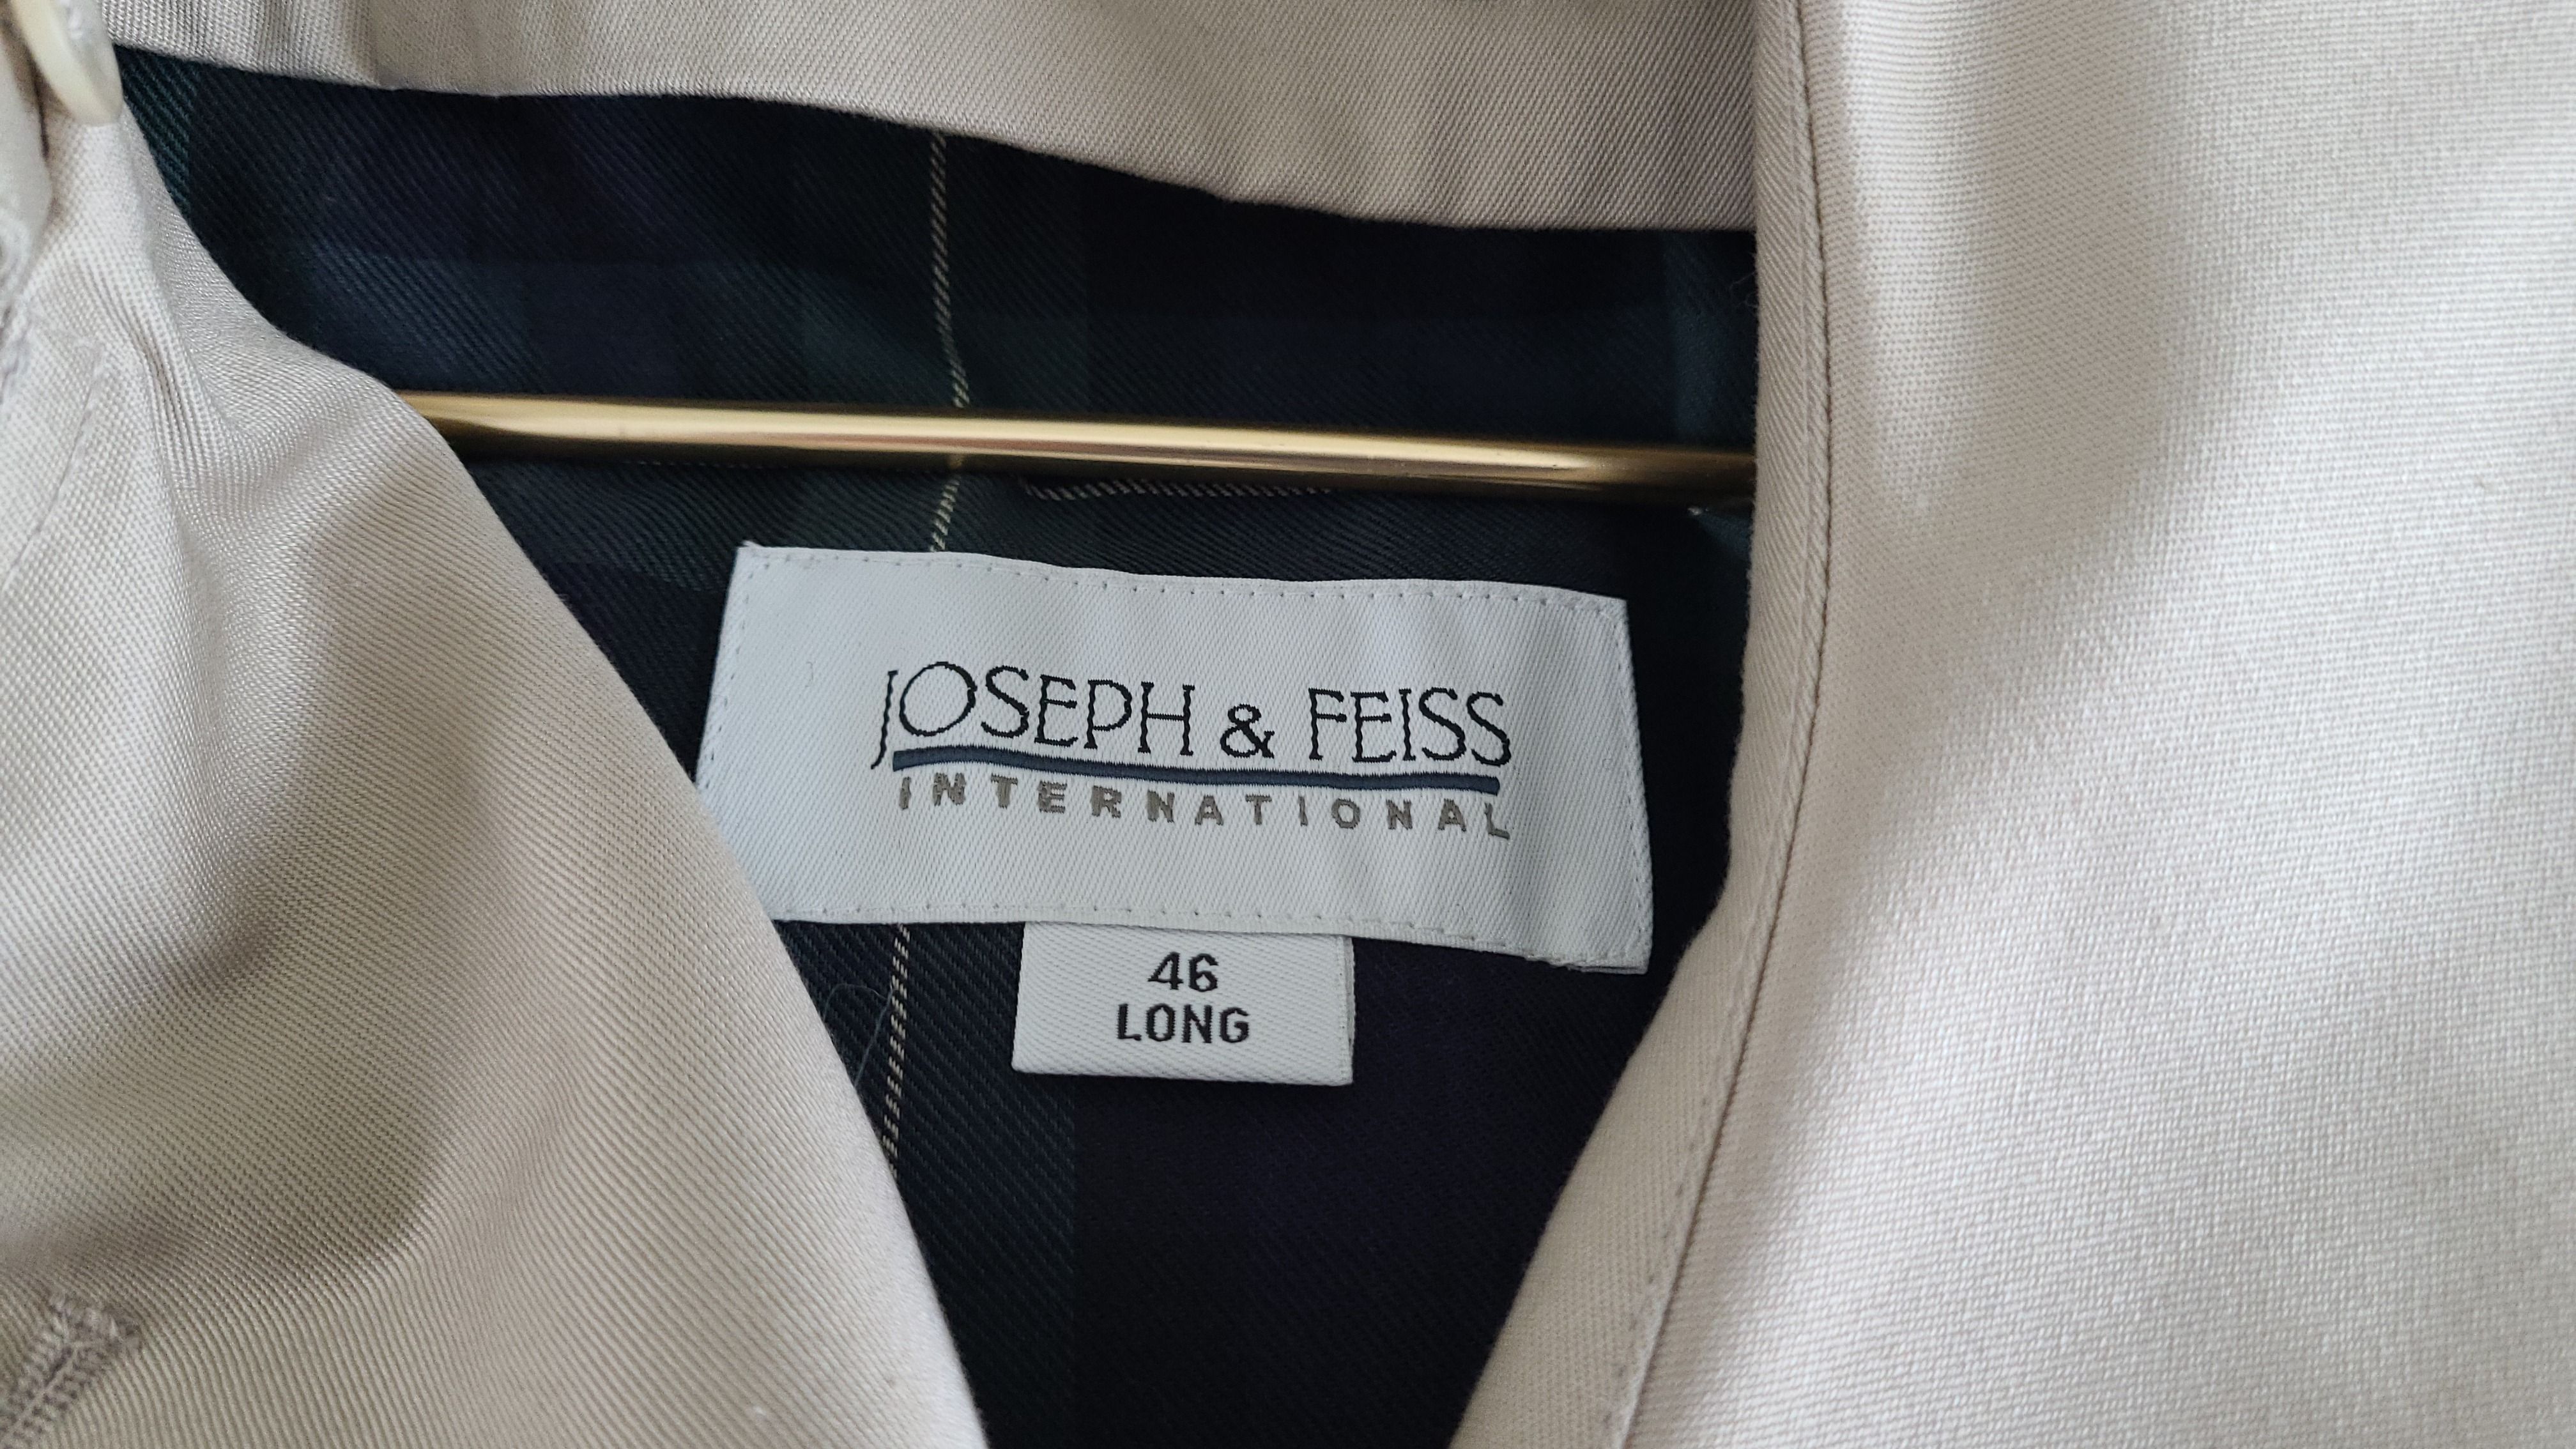 JOSEPH & FEISS
INTERNATIONAL
46
LONG